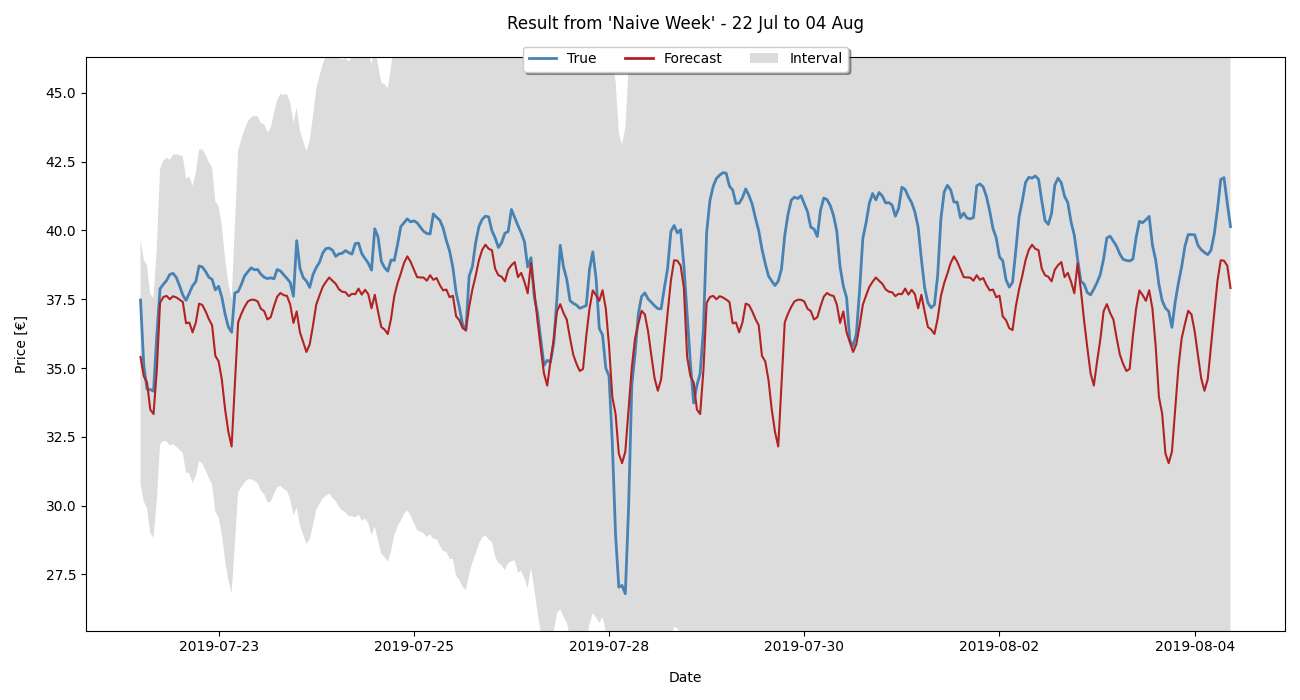 Result from 'Naive Week' - 22 Jul to 04 Aug
True Forecast Interval
Price [€]
45.0
42.5
40.0
37.5
35.0
32.5
30.0
27.5
2019-07-23 2019-07-25 2019-07-28 2019-07-30 2019-08-02 2019-08-04
Date